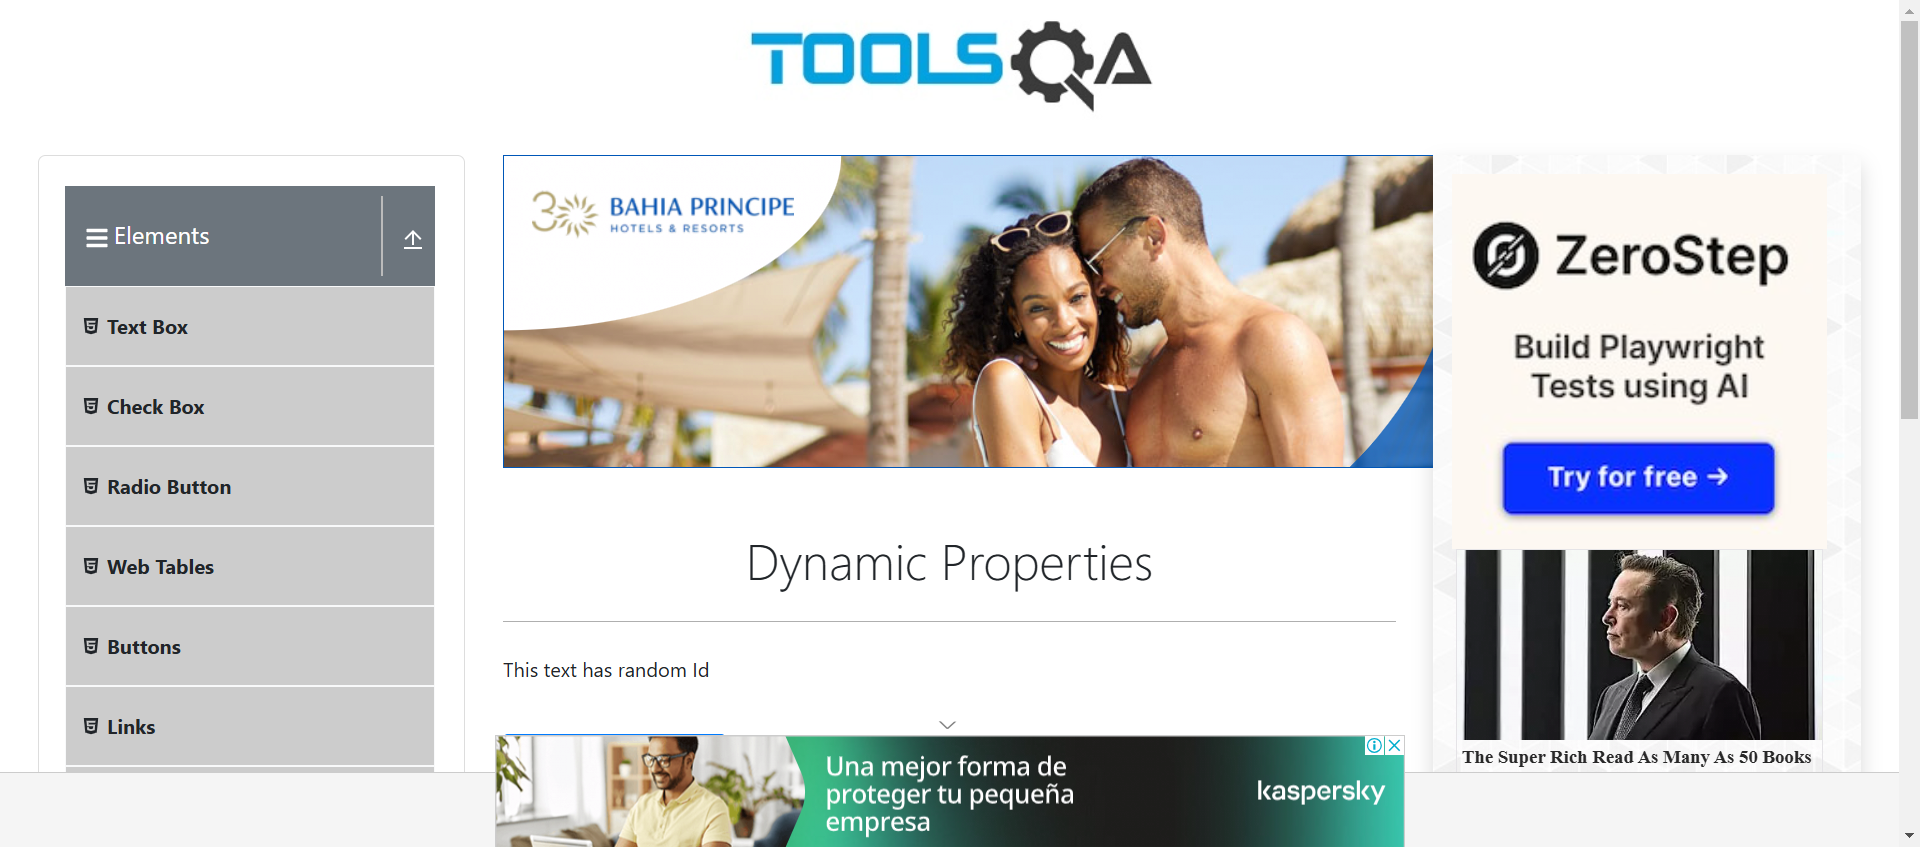 TOOLSQA
Elements
Text Box
Check Box
Radio Button
Web Tables
Buttons
Links
30 BAHIA PRINCIPE
HOTELS & RESORTS
Dynamic Properties
This text has random Id
ZeroStep
Build Playwright
Tests using AI
Try for free →
The Super Rich Read As Many As 50 Books
Una mejor forma de
proteger tu pequeña
empresa
kaspersky